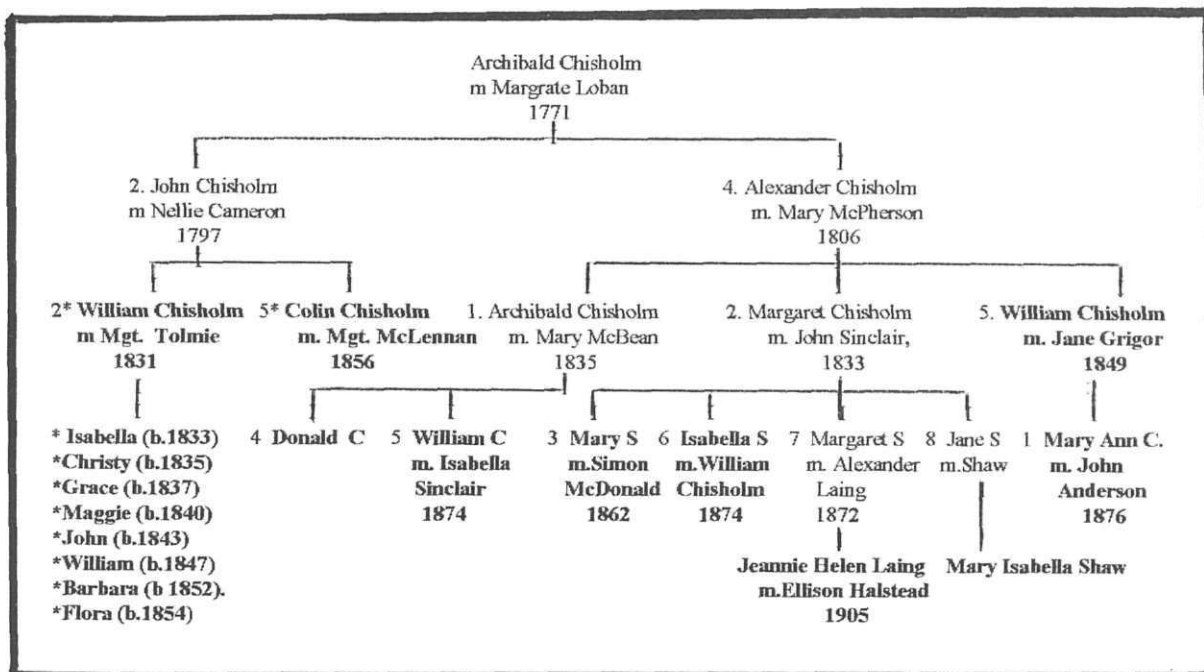 Archibald Chisholm
m Margrate Loban
1771
2. John Chisholm
m Nellie Cameron
1797
4. Alexander Chisholm
m. Mary McPherson
1806
2* William Chisholm
m Mgt. Tolmie
1831
5* Colin Chisholm
m. Mgt. McLennan
1856
1. Archibald Chisholm
m. Mary McBean
1835
2. Margaret Chisholm
m. John Sinclair,
1833
5. William Chisholm
m. Jane Grigor
1849
* Isabella (b.1833)
*Christy (b.1835)
*Grace (b.1837)
*Maggie (b.1840)
*John (b.1843)
*William (b.1847)
*Barbara (b 1852).
*Flora (b.1854)
4 Donald C
5 William C
m. Isabella
Sinclair
1874
3 Mary S
m.Simon
McDonald
1862
6 Isabella S
m.William
Chisholm
1874
7 Margaret S
m. Alexander
Laing
1872
8 Jane S
m.Shaw
1 Mary Ann C.
m. John
Anderson
1876
Jeannie Helen Laing
m.Ellison Halstead
1905
Mary Isabella Shaw